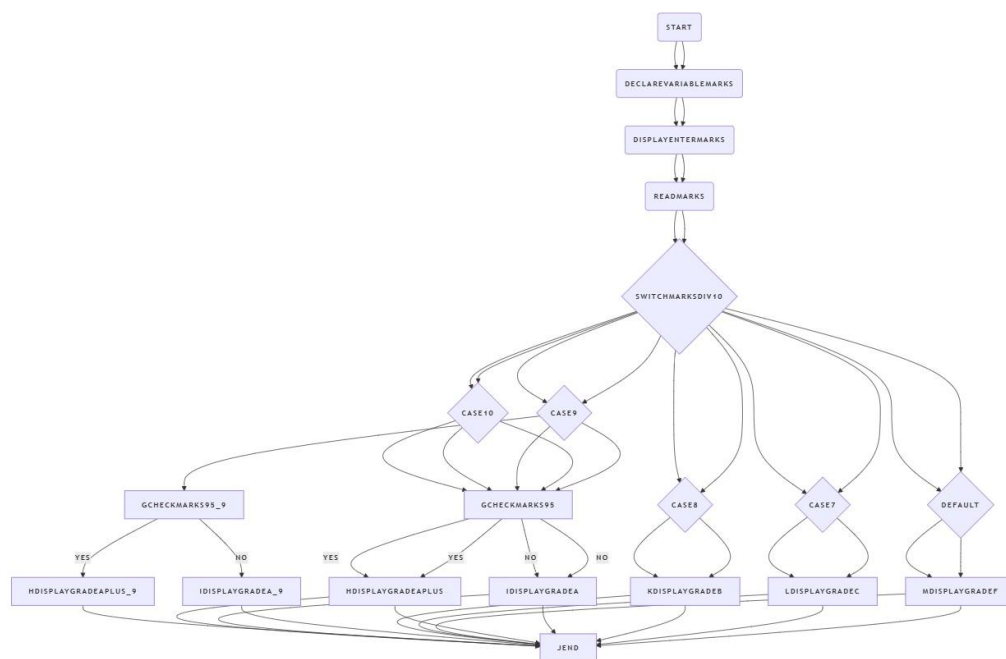 START
DECLAREVARIABLEMARKS
DISPLAYENTERMARKS
READMARKS
SWITCHMARKSDIV10
CASE10
CASE9
GCHECKMARKS95_9
GCHECKMARKS95
CASE8
CASE7
DEFAULT
YES
NO
YES
YES
NO
NO
HDISPLAYGRADEAPLUS_9
IDISPLAYGRADEA_9
HDISPLAYGRADEAPLUS
IDISPLAYGRADEA
KDISPLAYGRADEB
LDISPLAYGRADEC
MDISPLAYGRADEF
JEND